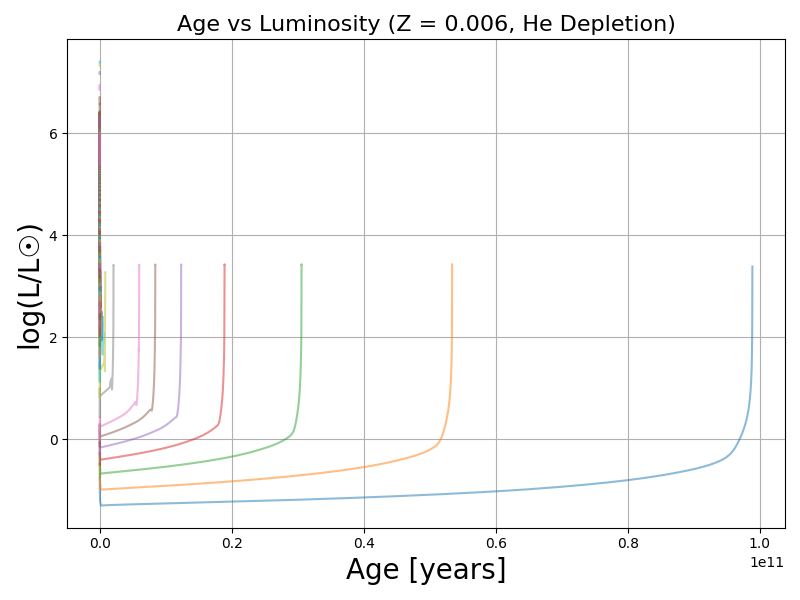 Age vs Luminosity (Z = 0.006, He Depletion)
log(L/L☉)
6
4
2
0
0.0 0.2 0.4 0.6 0.8 1.0
1e11
Age [years]